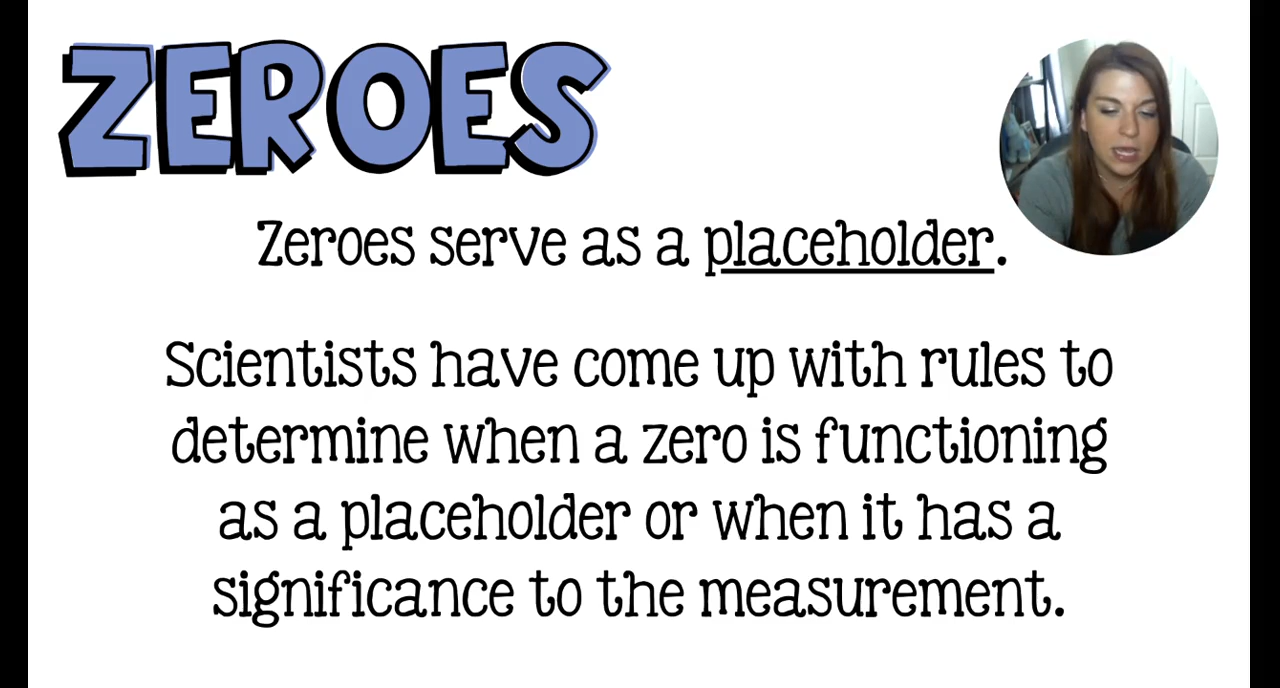 ZEROES
Zeroes serve as a placeholder.
Scientists have come up with rules to
determine when a zero is functioning
as a placeholder or when it has a
significance to the measurement.